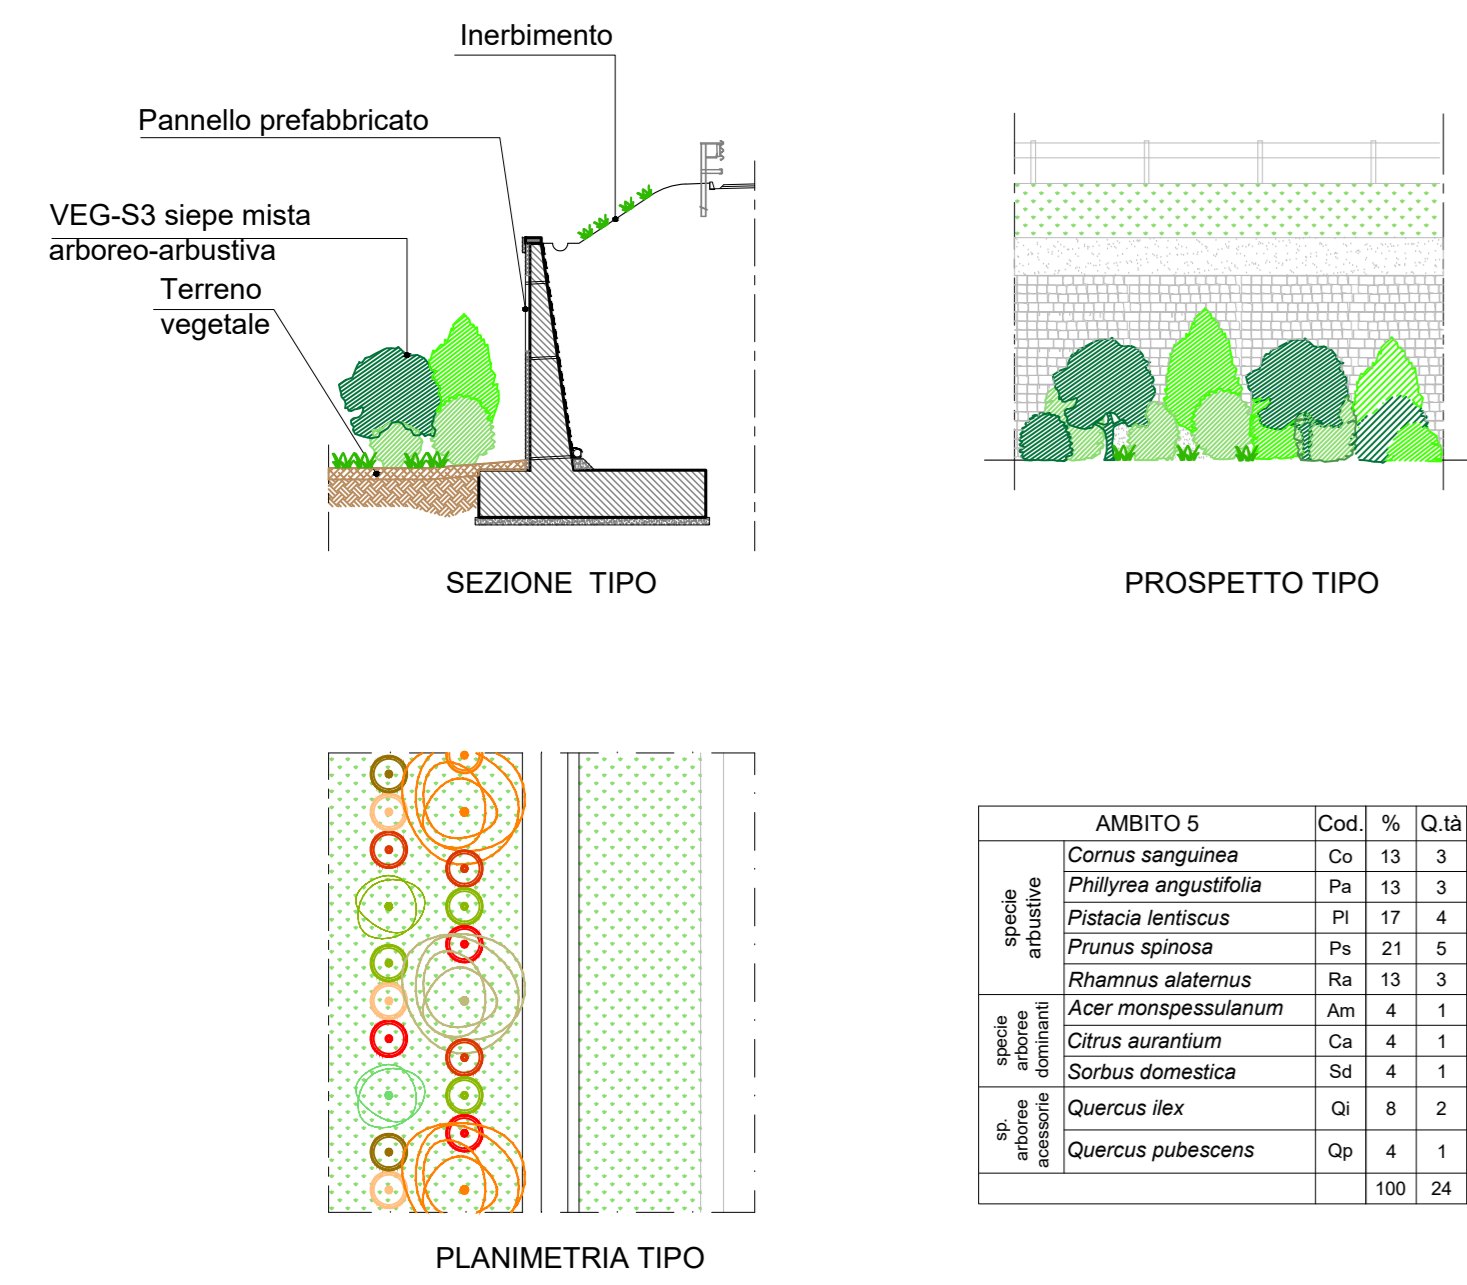 Inerbimento
Pannello prefabbricato
VEG-S3 siepe mista
arboreo-arbustiva
Terreno
vegetale
SEZIONE TIPO
PROSPETTO TIPO
PLANIMETRIA TIPO
AMBITO 5 Cod. % Q.tà
specie
arbustive
Cornus sanguinea Co 13 3
Phillyrea angustifolia Pa 13 3
Pistacia lentiscus Pl 17 4
Prunus spinosa Ps 21 5
Rhamnus alaternus Ra 13 3
specie
arboree
dominanti
Acer monspessulanum Am 4 1
Citrus aurantium Ca 4 1
Sorbus domestica Sd 4 1
sp.
arboree
acessorie
Quercus ilex Qi 8 2
Quercus pubescens Qp 4 1
100 24